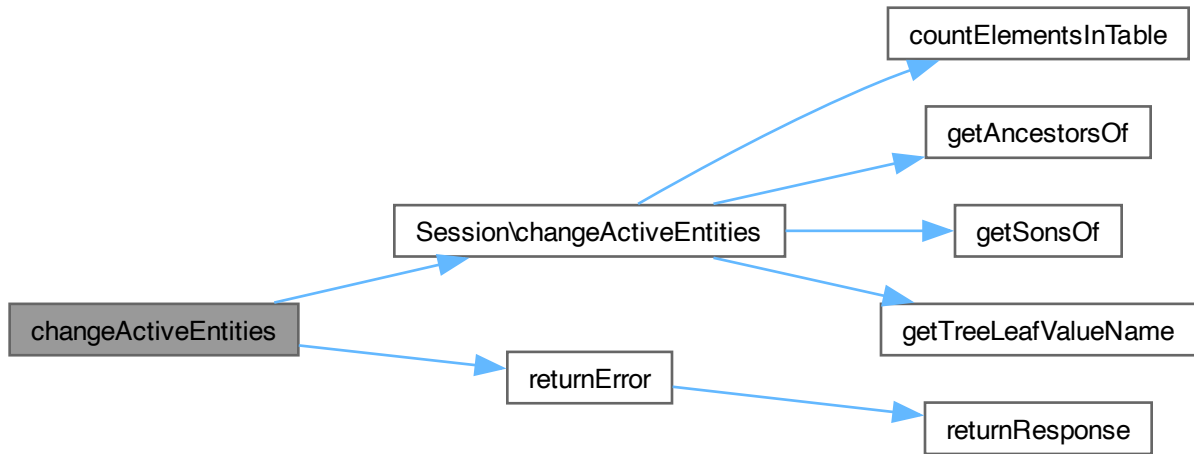 countElementsInTable
getAncestorsOf
Session\changeActiveEntities
getSonsOf
changeActiveEntities
getTreeLeafValueName
returnError
returnResponse